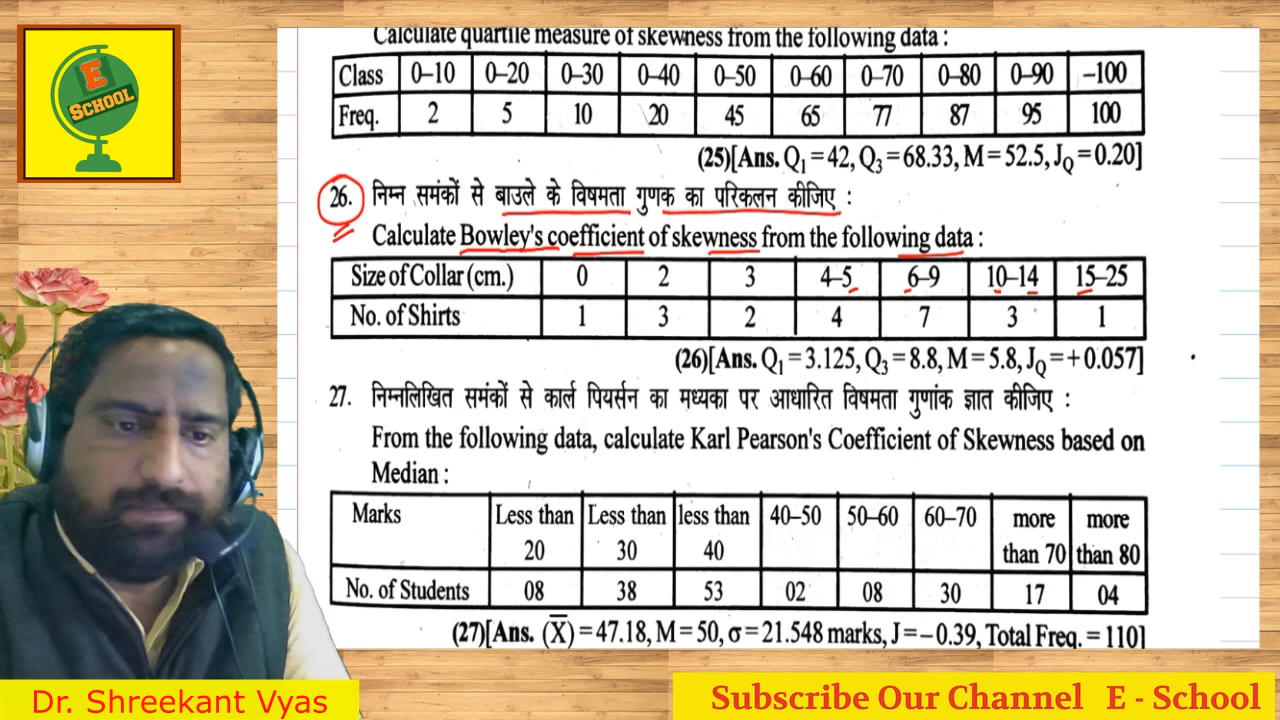 E
SCHOOL
Calculate quartile measure of skewness from the following data :
Class 0–10 0–20 0–30 0–40 0–50 0–60 0–70 0–80 0–90 –100
Freq. 2 5 10 20 45 65 77 87 95 100
(25)[Ans. Q1 = 42, Q3 = 68.33, M = 52.5, JQ = 0.20]
26. निम्न समंकों से बाउले के विषमता गुणक का परिकलन कीजिए :
Calculate Bowley's coefficient of skewness from the following data :
Size of Collar (cm.) 0 2 3 4–5 6–9 10–14 15–25
No. of Shirts 1 3 2 4 7 3 1
(26)[Ans. Q1 = 3.125, Q3 = 8.8, M = 5.8, JQ = +0.057]
27. निम्नलिखित समंकों से कार्ल पियर्सन का मध्यका पर आधारित विषमता गुणांक ज्ञात कीजिए :
From the following data, calculate Karl Pearson's Coefficient of Skewness based on
Median :
Marks Less than 20 Less than 30 less than 40 40–50 50–60 60–70 more than 70 more than 80
No. of Students 08 38 53 02 08 30 17 04
(27)[Ans. (X̅) = 47.18, M = 50, σ = 21.548 marks, J = –0.39, Total Freq. = 110]
Dr. Shreekant Vyas
Subscribe Our Channel E - School